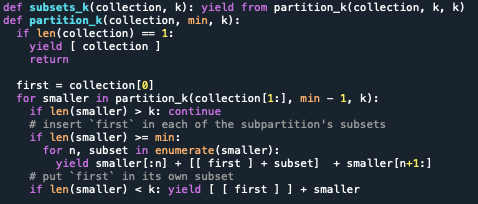 def subsets_k(collection, k): yield from partition_k(collection, k, k)
def partition_k(collection, min, k):
  if len(collection) == 1:
    yield [ collection ]
    return

  first = collection[0]
  for smaller in partition_k(collection[1:], min - 1, k):
    if len(smaller) > k: continue
    # insert `first` in each of the subpartition's subsets
    if len(smaller) >= min:
      for n, subset in enumerate(smaller):
        yield smaller[:n] + [[ first ] + subset]  + smaller[n+1:]
    # put `first` in its own subset
    if len(smaller) < k: yield [ [ first ] ] + smaller